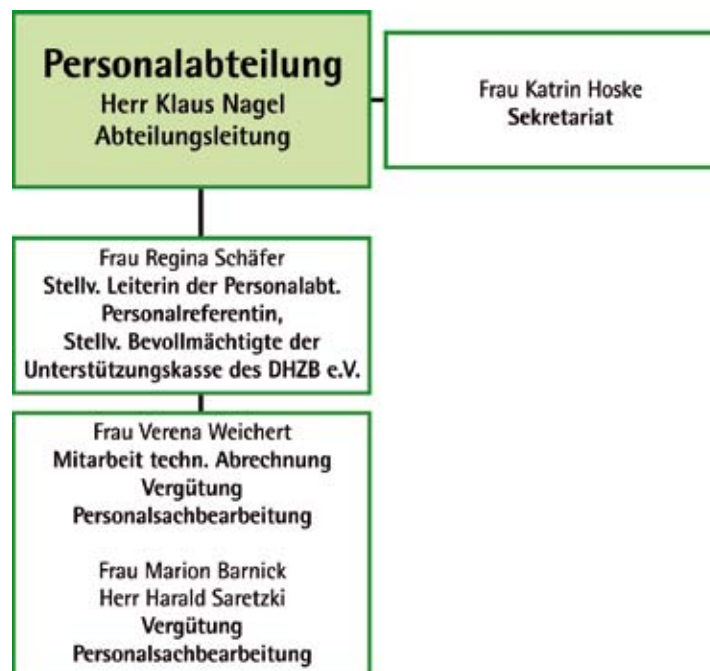 Personalabteilung
Herr Klaus Nagel
Abteilungsleitung
Frau Katrin Hoske
Sekretariat
Frau Regina Schäfer
Stellv. Leiterin der Personalabt.
Personalreferentin,
Stellv. Bevollmächtigte der
Unterstützungskasse des DHZB e.V.
Frau Verena Weichert
Mitarbeit techn. Abrechnung
Vergütung
Personalsachbearbeitung
Frau Marion Barnick
Herr Harald Saretzki
Vergütung
Personalsachbearbeitung